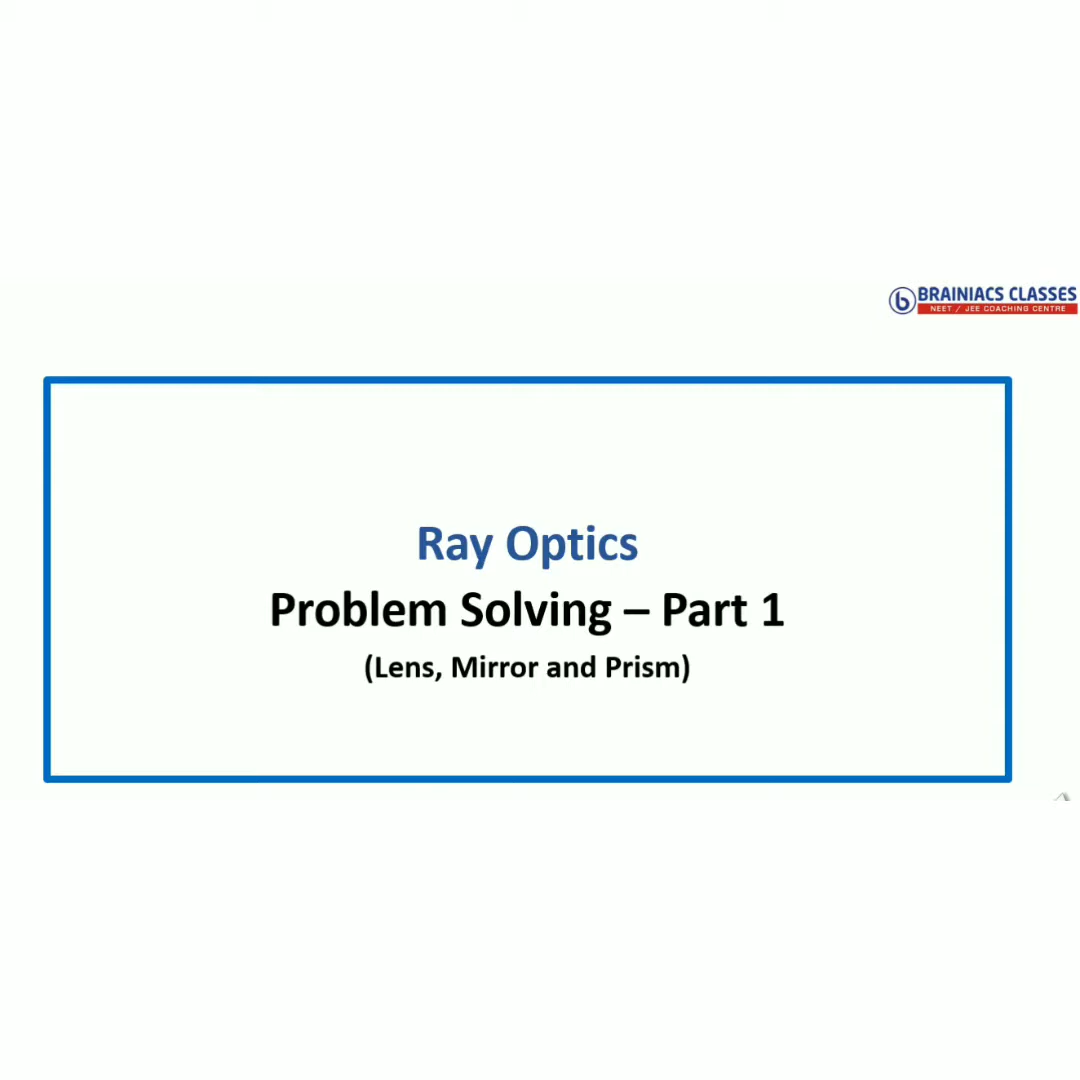 BRAINIACS CLASSES
NEET / JEE COACHING CENTRE
Ray Optics
Problem Solving – Part 1
(Lens, Mirror and Prism)